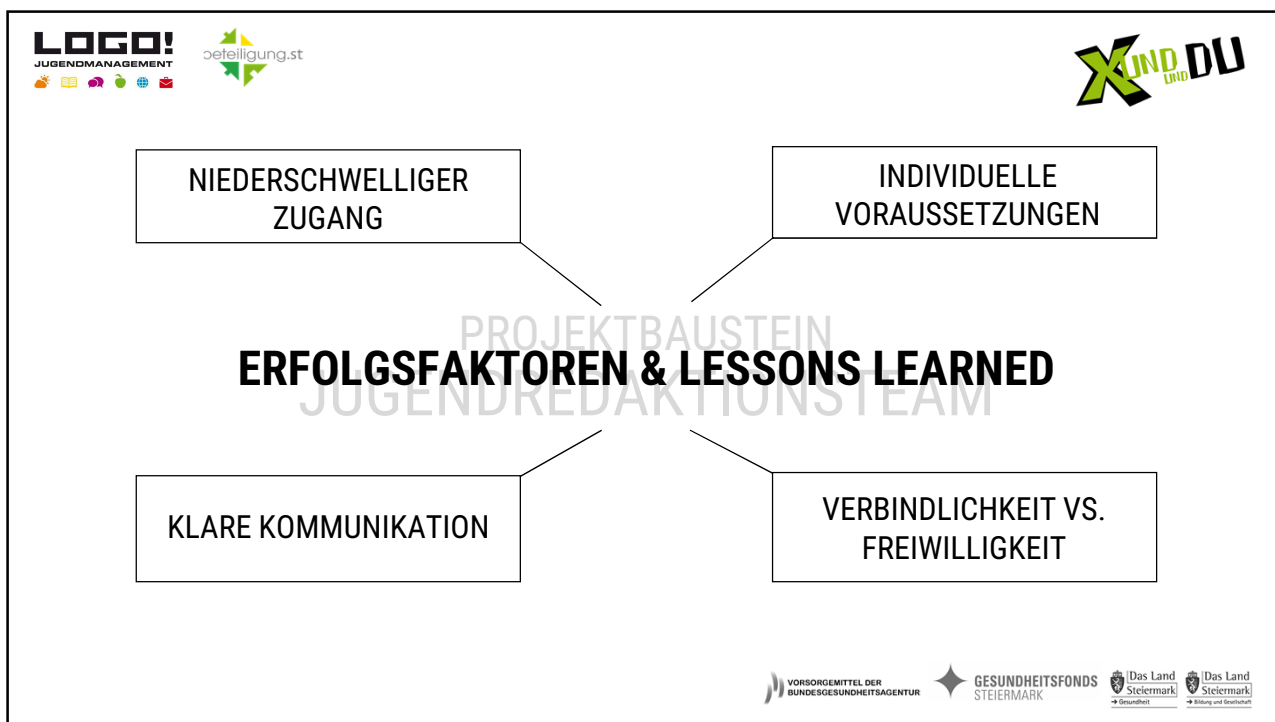 LOGO!
JUGENDMANAGEMENT
beteiligung.st
XUND
UND DU
NIEDERSCHWELLIGER
ZUGANG
INDIVIDUELLE
VORAUSSETZUNGEN
PROJEKTBAUSTEIN
ERFOLGSFAKTOREN & LESSONS LEARNED
JUGENDREDAKTIONSTEAM
KLARE KOMMUNIKATION
VERBINDLICHKEIT VS.
FREIWILLIGKEIT
VORSORGEMITTEL DER
BUNDESGESUNDHEITSAGENTUR
GESUNDHEITSFONDS
STEIERMARK
Das Land
Steiermark
→ Gesundheit
Das Land
Steiermark
→ Bildung und Gesellschaft